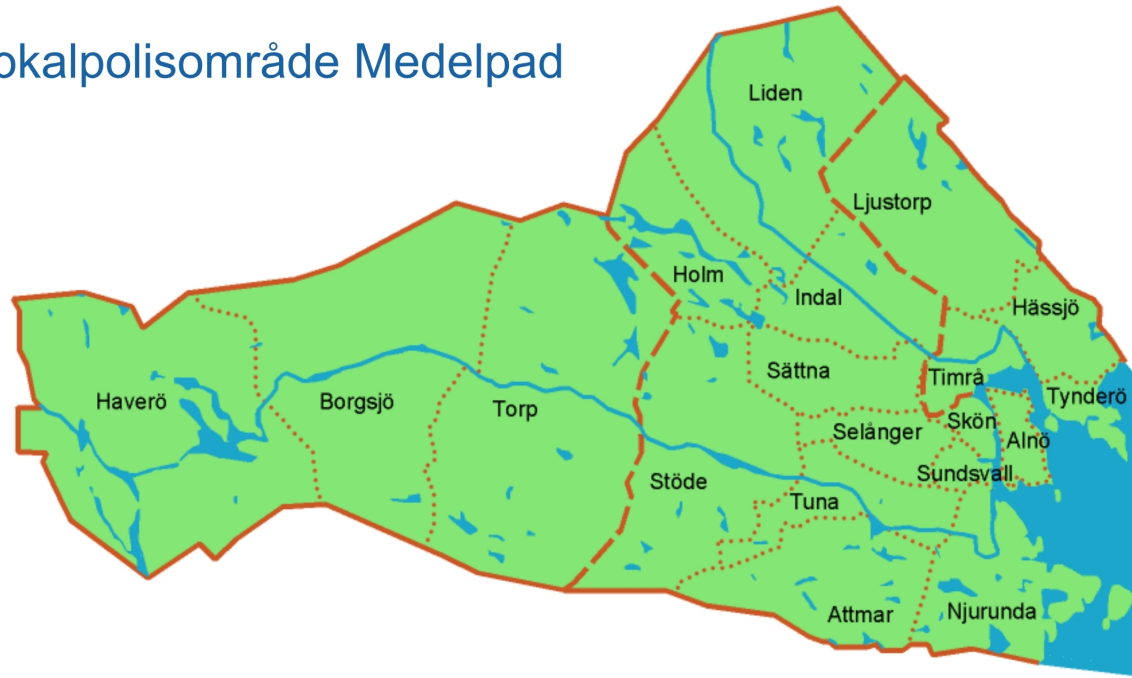 okalpolisområde Medelpad
Liden
Ljustorp
Holm
Indal
Hässjö
Sättna
Timrå
Tynderö
Haverö
Borgsjö
Torp
Skön
Selånger
Alnö
Sundsvall
Stöde
Tuna
Attmar
Njurunda